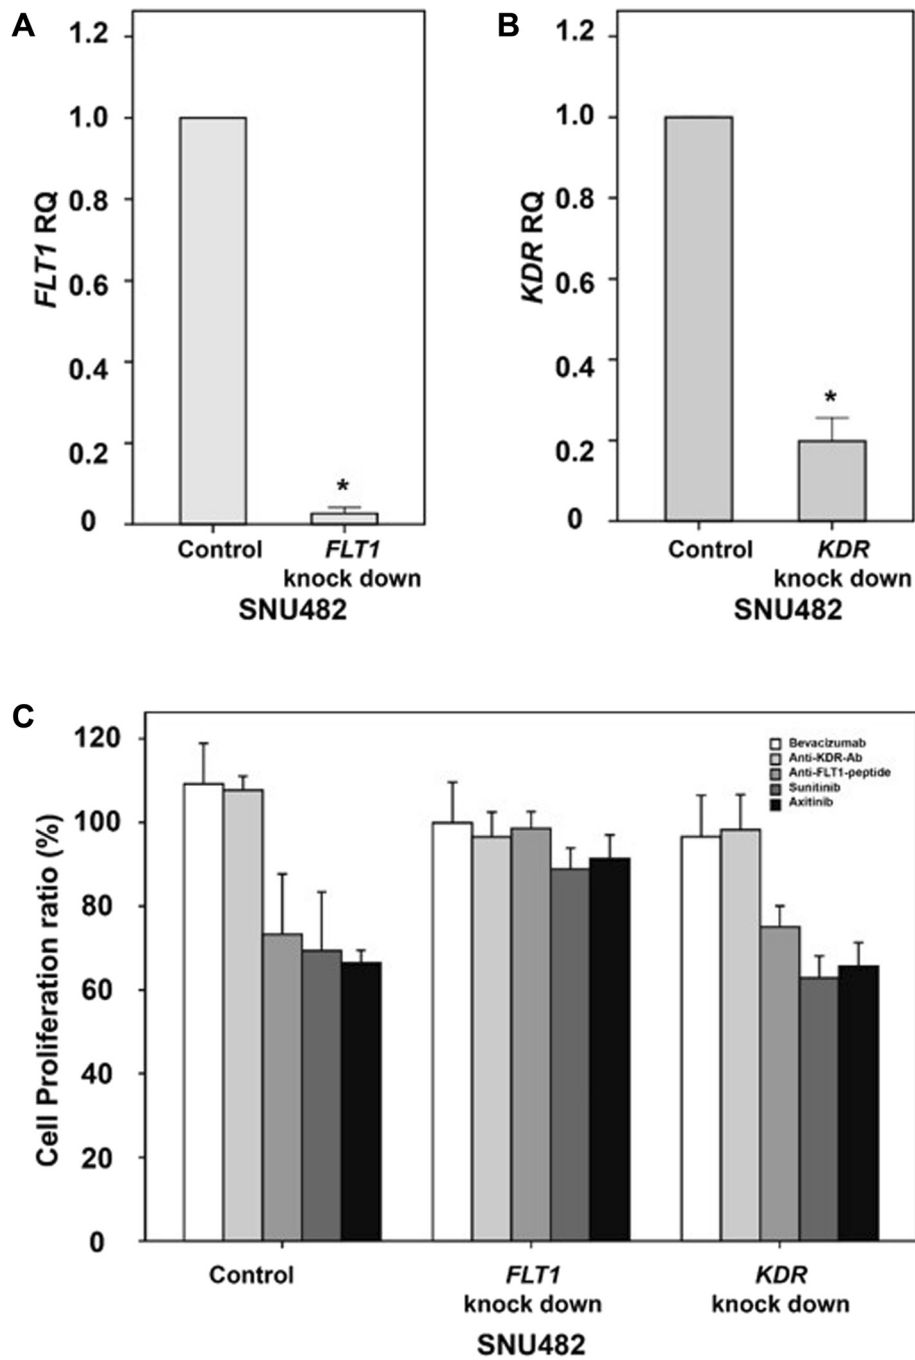 A
1.2
1.0
0.8
0.6
0.4
0.2
0
FLT1 RQ
*
Control
FLT1
knock down
SNU482
B
1.2
1.0
0.8
0.6
0.4
0.2
0
KDR RQ
*
Control
KDR
knock down
SNU482
C
120
100
80
60
40
20
0
Cell Proliferation ratio (%)
Bevacizumab
Anti-KDR-Ab
Anti-FLT1-peptide
Sunitinib
Axitinib
Control
FLT1
knock down
KDR
knock down
SNU482